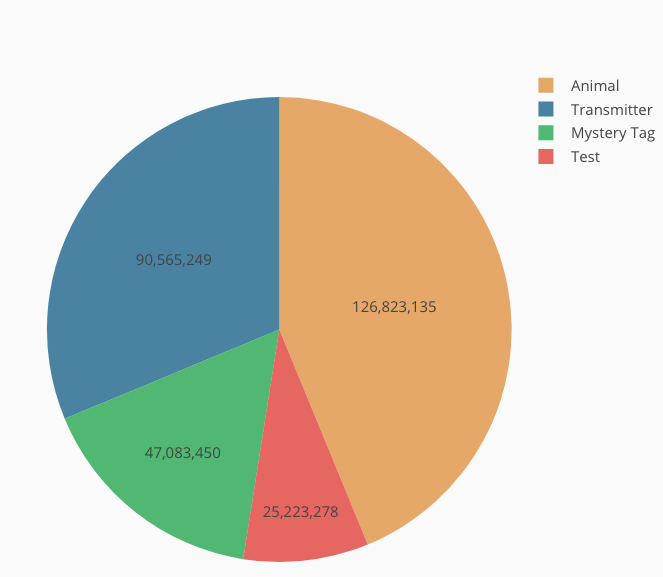 Animal
Transmitter
Mystery Tag
Test
90,565,249
126,823,135
47,083,450
25,223,278